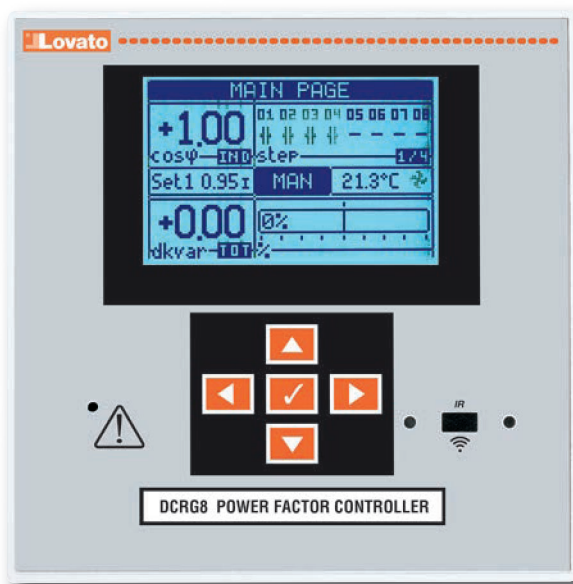 Lovato
MAIN PAGE
+1.00
01 02 03 04 05 06 07 08
cosφ IND step 1/4
Set1 0.95I MAN 21.3°C
+0.00 0%
dkvar TOT %
IR
DCRG8 POWER FACTOR CONTROLLER